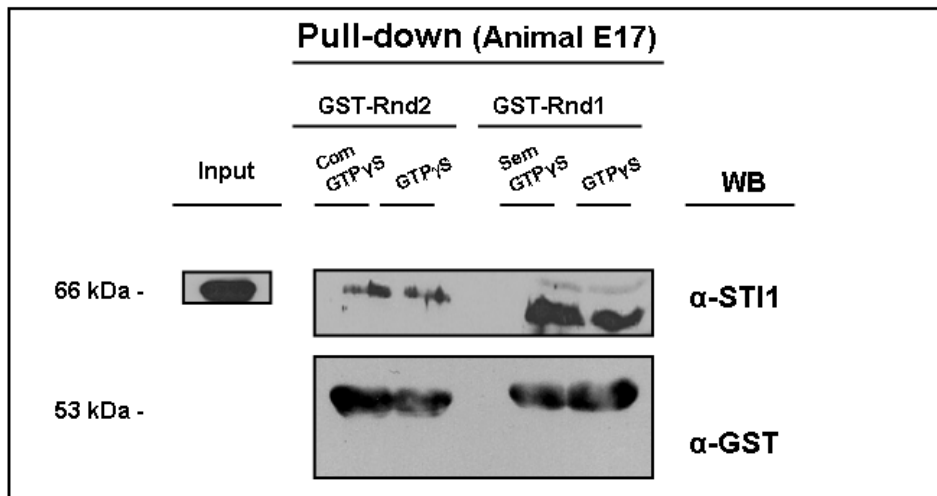 Pull-down (Animal E17)
GST-Rnd2 GST-Rnd1
Input Com GTPγS GTPγS Sem GTPγS GTPγS WB
66 kDa - α-STI1
53 kDa - α-GST